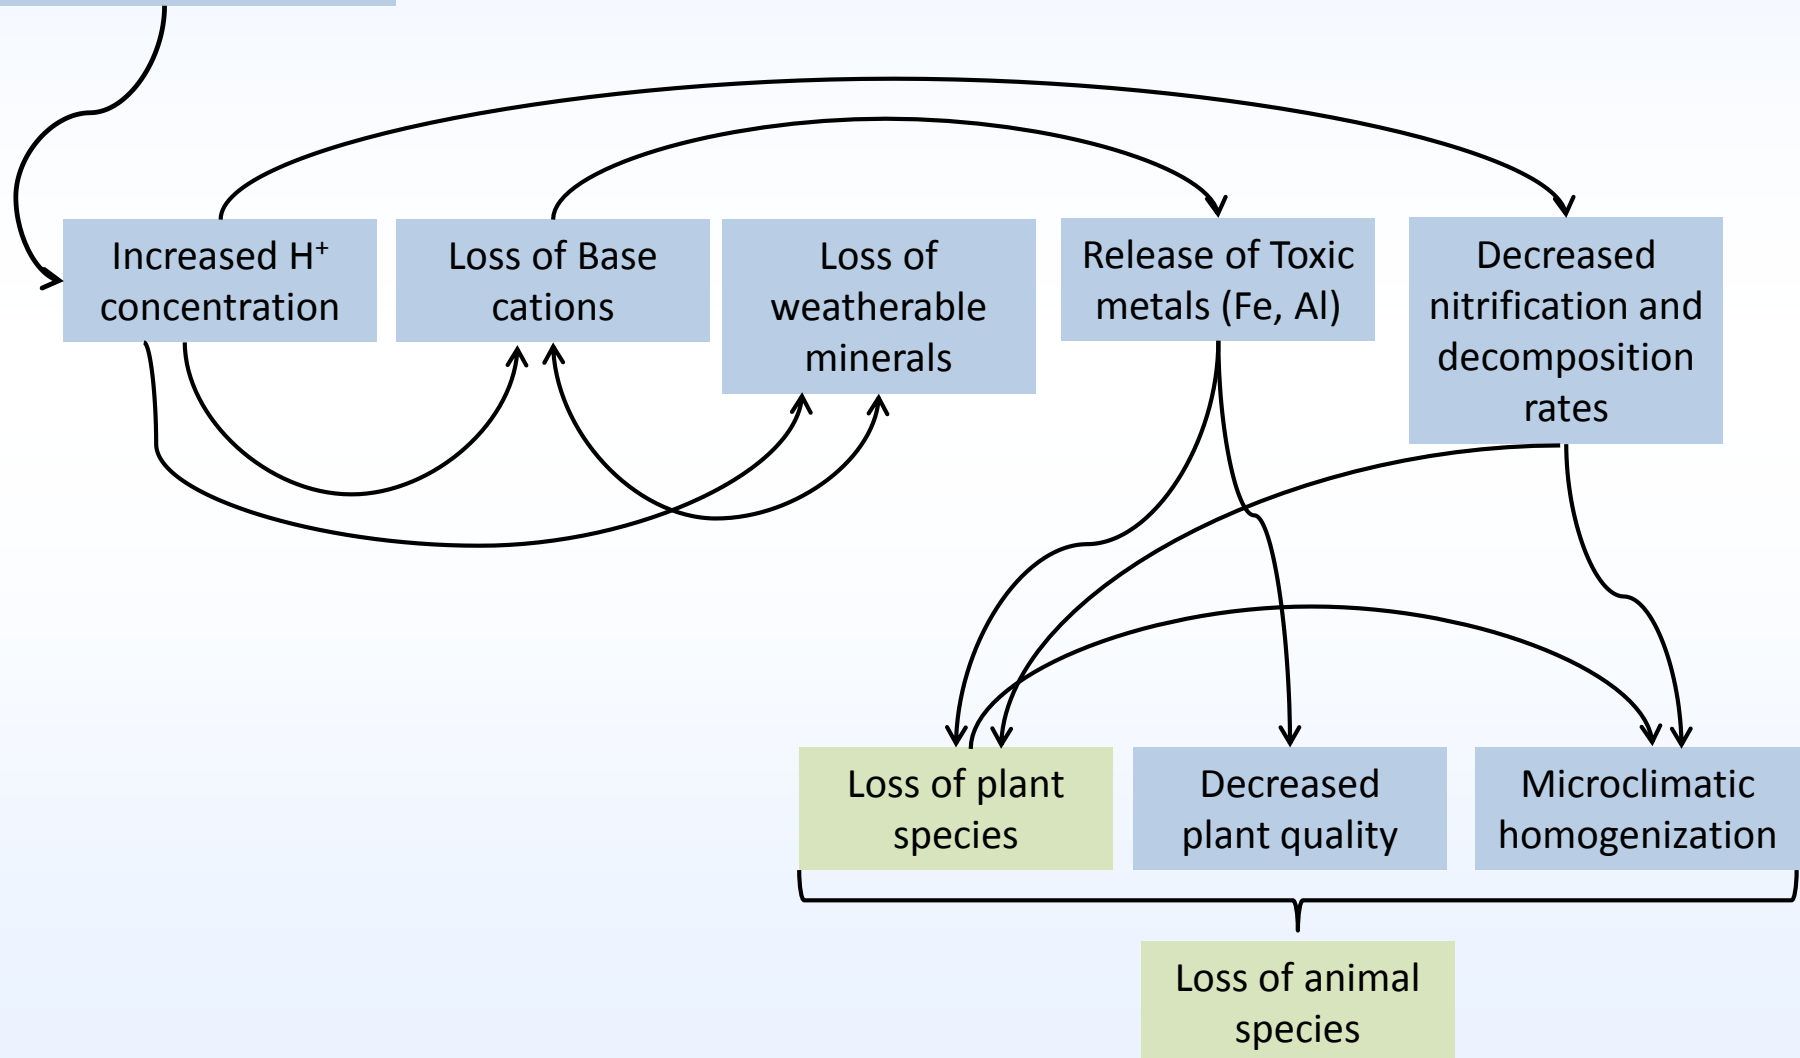 Increased H⁺
concentration
Loss of Base
cations
Loss of
weatherable
minerals
Release of Toxic
metals (Fe, Al)
Decreased
nitrification and
decomposition
rates
Loss of plant
species
Decreased
plant quality
Microclimatic
homogenization
Loss of animal
species